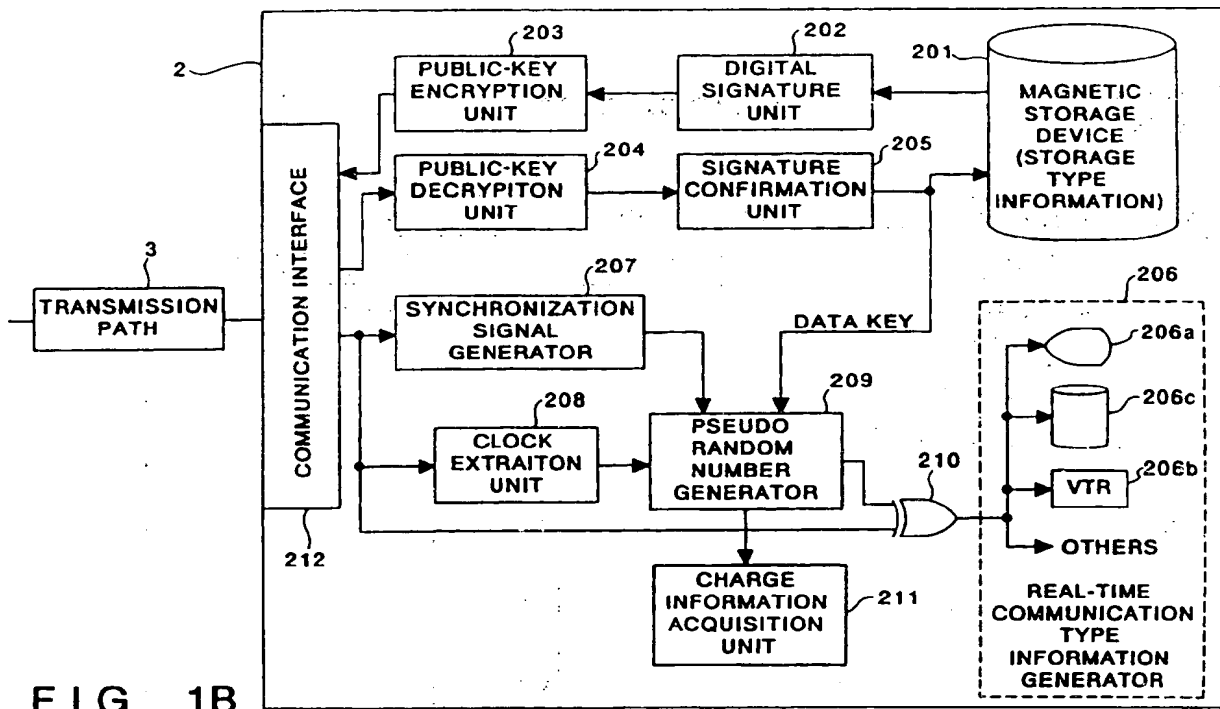 203
202
201
2
PUBLIC-KEY
ENCRYPTION
UNIT
DIGITAL
SIGNATURE
UNIT
MAGNETIC
STORAGE
DEVICE
(STORAGE
TYPE
INFORMATION)
204
205
PUBLIC-KEY
DECRYPITON
UNIT
SIGNATURE
CONFIRMATION
UNIT
COMMUNICATION INTERFACE
3
TRANSMISSION
PATH
207
SYNCHRONIZATION
SIGNAL
GENERATOR
DATA KEY
206
206a
208
CLOCK
EXTRAITON
UNIT
209
PSEUDO
RANDOM
NUMBER
GENERATOR
210
206c
206b
VTR
OTHERS
212
CHARGE
INFORMATION
ACQUISITION
UNIT
211
REAL-TIME
COMMUNICATION
TYPE
INFORMATION
GENERATOR
FIG. 1B